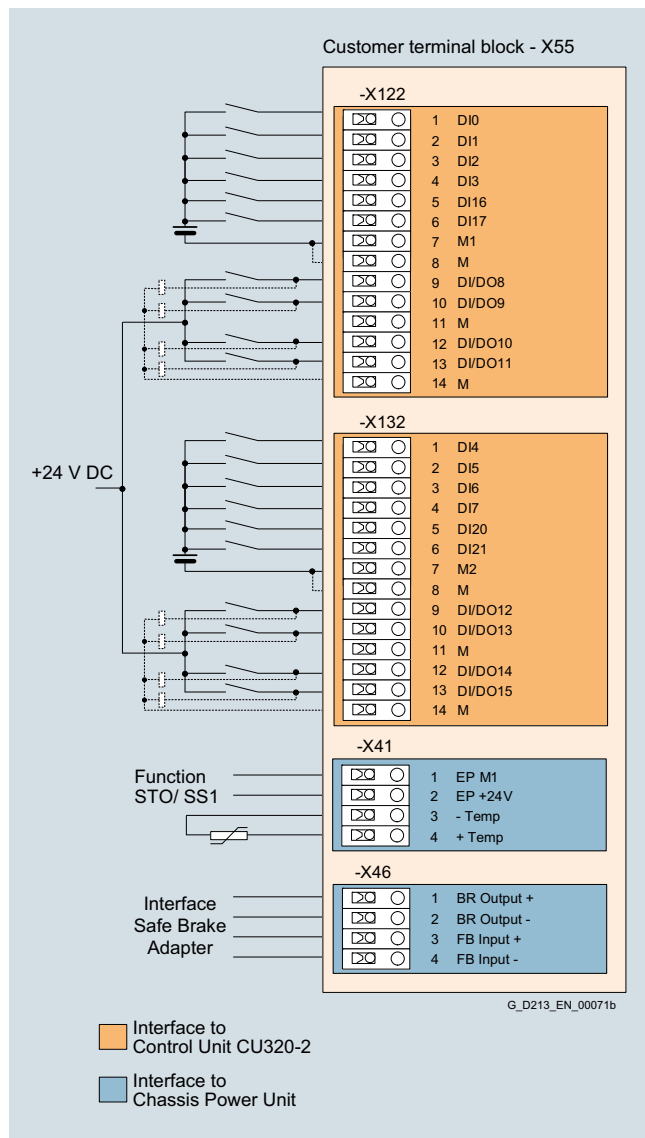 Customer terminal block - X55
-X122
1 DI0
2 DI1
3 DI2
4 DI3
5 DI16
6 DI17
7 M1
8 M
9 DI/DO8
10 DI/DO9
11 M
12 DI/DO10
13 DI/DO11
14 M
+24 V DC
-X132
1 DI4
2 DI5
3 DI6
4 DI7
5 DI20
6 DI21
7 M2
8 M
9 DI/DO12
10 DI/DO13
11 M
12 DI/DO14
13 DI/DO15
14 M
-X41
Function
STO/ SS1
1 EP M1
2 EP +24V
3 - Temp
4 + Temp
-X46
Interface
Safe Brake
Adapter
1 BR Output +
2 BR Output -
3 FB Input +
4 FB Input -
G_D213_EN_00071b
Interface to
Control Unit CU320-2
Interface to
Chassis Power Unit